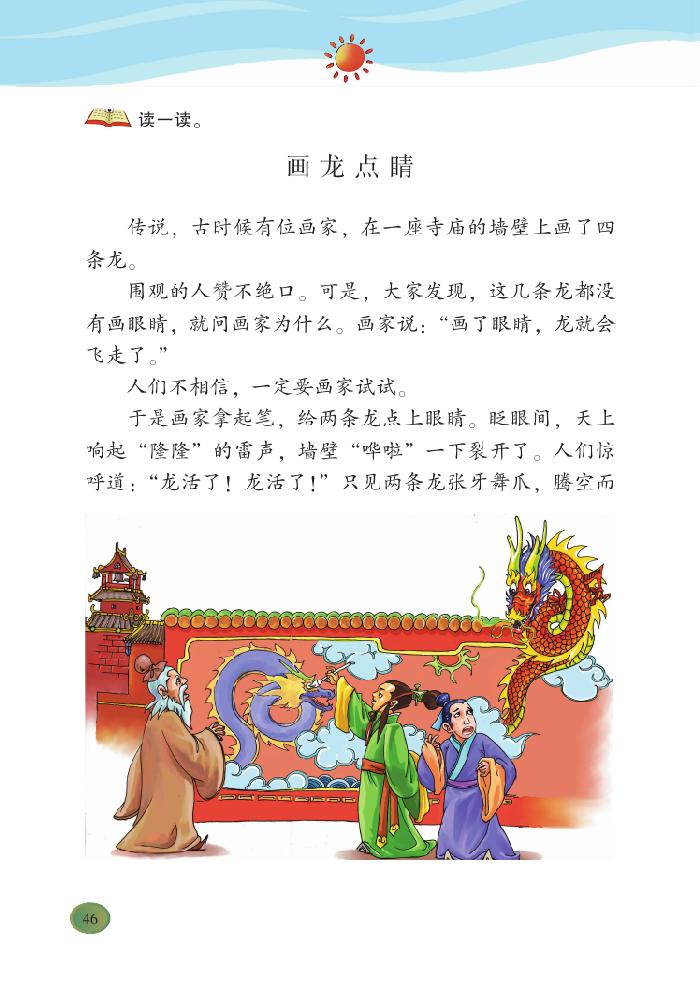 读一读。
画龙点睛
传说，古时候有位画家，在一座寺庙的墙壁上画了四
条龙。
围观的人赞不绝口。可是，大家发现，这几条龙都没
有画眼睛，就问画家为什么。画家说：“画了眼睛，龙就会
飞走了。”
人们不相信，一定要画家试试。
于是画家拿起笔，给两条龙点上眼睛。眨眼间，天上
响起“隆隆”的雷声，墙壁“哗啦”一下裂开了。人们惊
呼道：“龙活了！龙活了！”只见两条龙张牙舞爪，腾空而
46